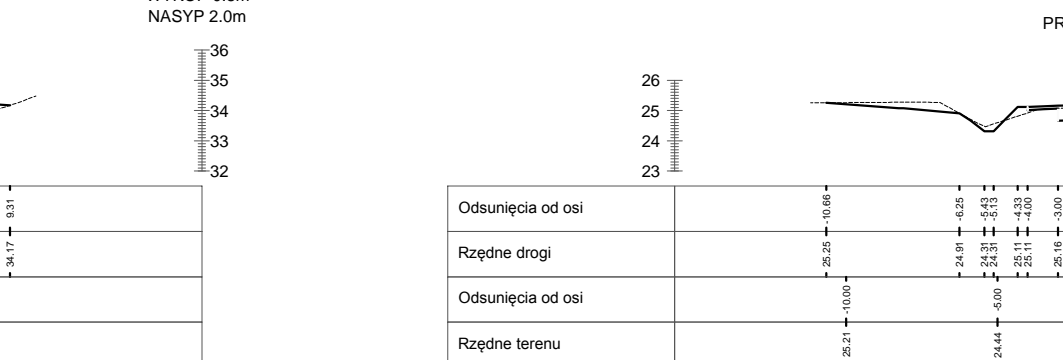 NASYP 2.0m
36
35
34
33
32
9.31
34.17
PR
26
25
24
23
Odsunięcia od osi
-10.66 -6.25 -5.43 -5.13 -4.33 -4.00 -3.00
Rzędne drogi
25.25 24.91 24.31 24.31 25.11 25.11 25.16
Odsunięcia od osi
-10.00 -5.00
Rzędne terenu
25.21 24.44